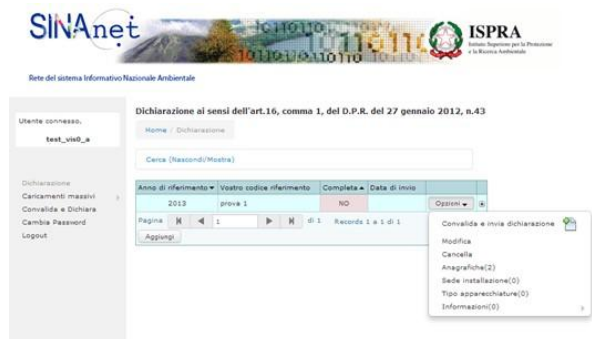 SINAnet
ISPRA
Istituto Superiore per la Protezione
e la Ricerca Ambientale
Rete del sistema Informativo Nazionale Ambientale
Utente connesso,
test_vis0_a
Dichiarazione ai sensi dell'art.16, comma 1, del D.P.R. del 27 gennaio 2012, n.43
Home / Dichiarazione
Cerca (Nascondi/Mostra)
Dichiarazione
Caricamenti massivi
Convalida e Dichiara
Cambia Password
Logout
Anno di riferimento Vostro codice riferimento Completa Data di invio
2013 prova 1 NO Opzioni
Pagina 1 di 1 Records 1 a 1 di 1
Aggiungi
Convalida e invia dichiarazione
Modifica
Cancella
Anagrafiche(2)
Sede installazione(0)
Tipo apparecchiature(0)
Informazioni(0)